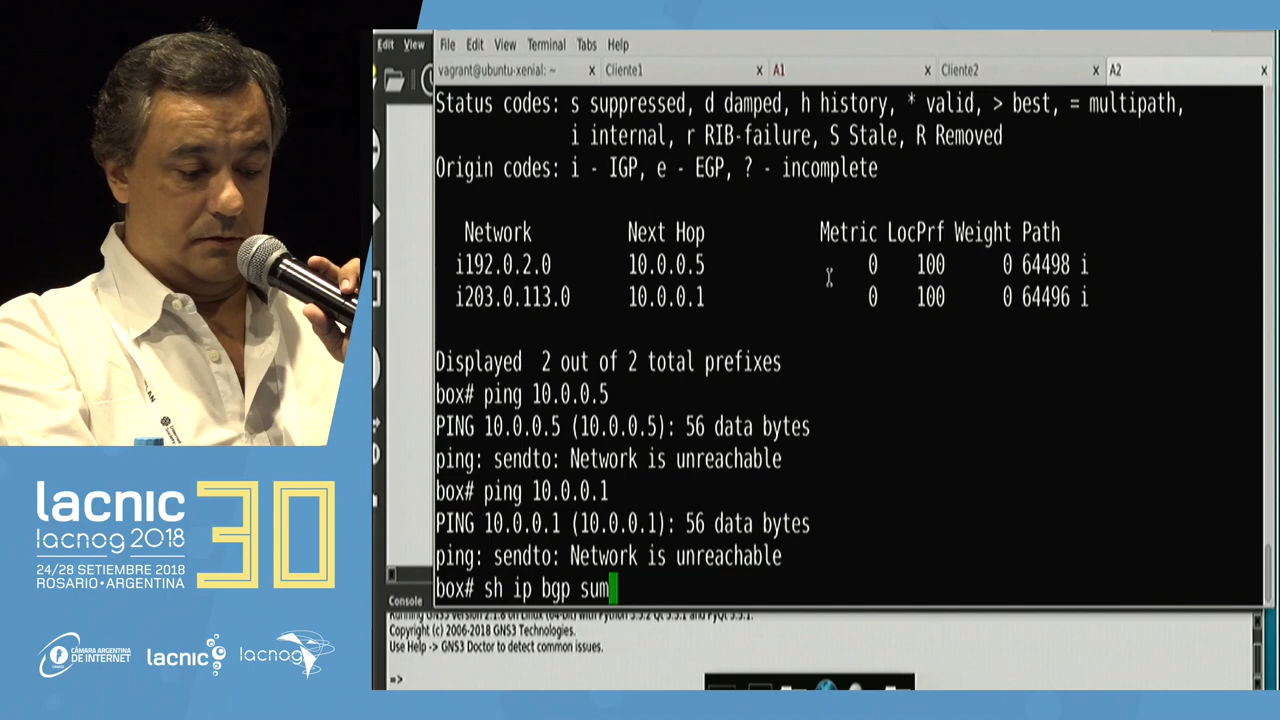 Edit View
File Edit View Terminal Tabs Help
vagrant@ubuntu-xenial: ~ x Cliente1 x A1 x Cliente2 x A2 x
Status codes: s suppressed, d damped, h history, * valid, > best, = multipath,
i internal, r RIB-failure, S Stale, R Removed
Origin codes: i - IGP, e - EGP, ? - incomplete
Network Next Hop Metric LocPrf Weight Path
i192.0.2.0 10.0.0.5 0 100 0 64498 i
i203.0.113.0 10.0.0.1 0 100 0 64496 i
Displayed 2 out of 2 total prefixes
box# ping 10.0.0.5
PING 10.0.0.5 (10.0.0.5): 56 data bytes
ping: sendto: Network is unreachable
box# ping 10.0.0.1
PING 10.0.0.1 (10.0.0.1): 56 data bytes
ping: sendto: Network is unreachable
box# sh ip bgp sum
Console
Copyright (c) 2006-2018 GNS3 Technologies.
Use Help -> GNS3 Doctor to detect common issues.
=>
lacnic 30
lacnog 2018
24/28 SETIEMBRE 2018
ROSARIO•ARGENTINA
CÁMARA ARGENTINA
DE INTERNET
lacnic
lacnog